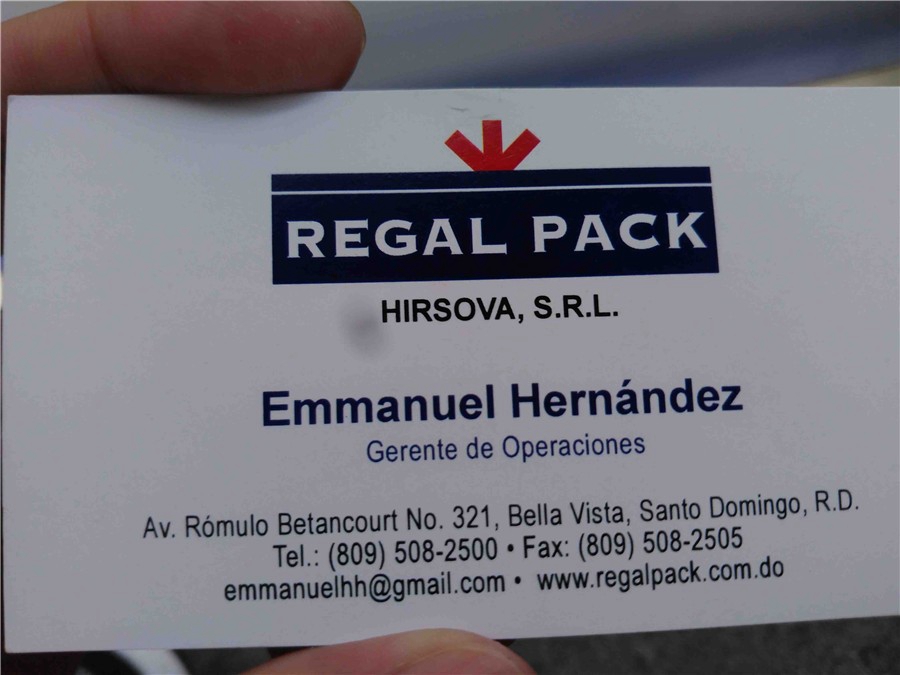 REGAL PACK
HIRSOVA, S.R.L.
Emmanuel Hernández
Gerente de Operaciones
Av. Rómulo Betancourt No. 321, Bella Vista, Santo Domingo, R.D.
Tel.: (809) 508-2500 • Fax: (809) 508-2505
emmanuelhh@gmail.com • www.regalpack.com.do